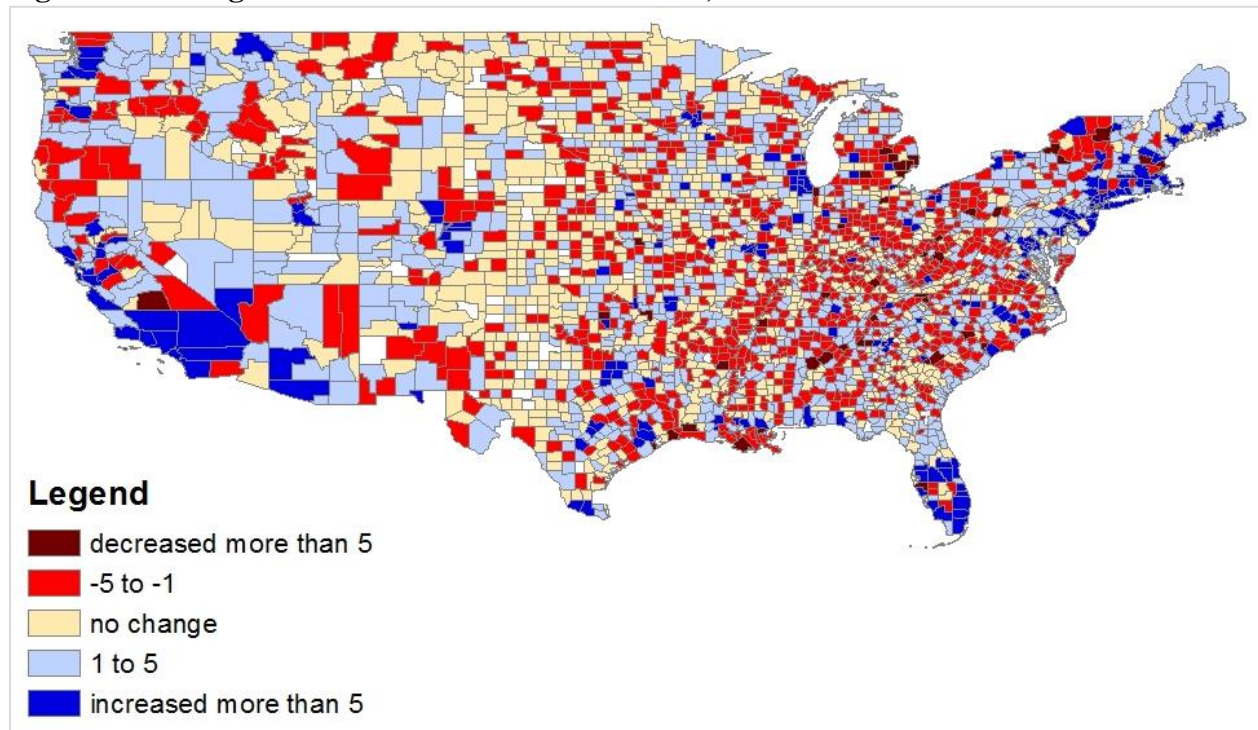 Legend
decreased more than 5
-5 to -1
no change
1 to 5
increased more than 5